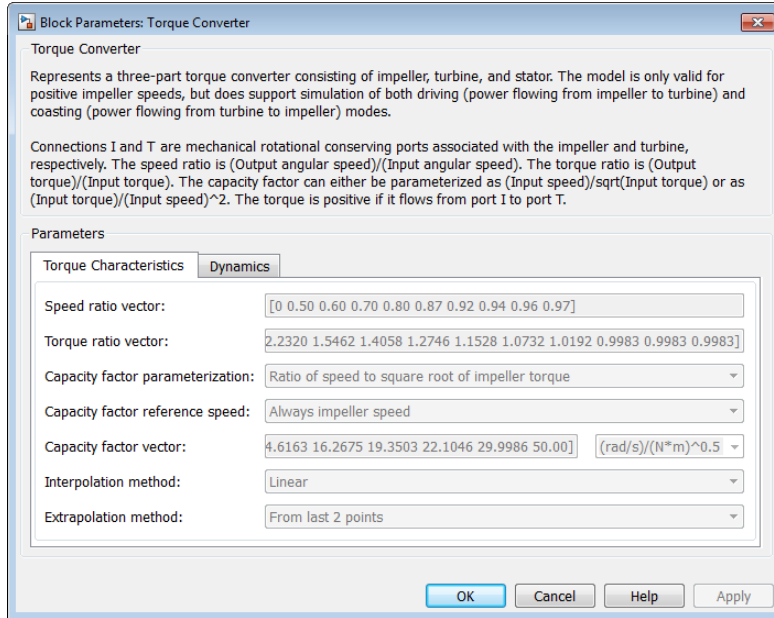 Block Parameters: Torque Converter
Torque Converter
Represents a three-part torque converter consisting of impeller, turbine, and stator. The model is only valid for
positive impeller speeds, but does support simulation of both driving (power flowing from impeller to turbine) and
coasting (power flowing from turbine to impeller) modes.
Connections I and T are mechanical rotational conserving ports associated with the impeller and turbine,
respectively. The speed ratio is (Output angular speed)/(Input angular speed). The torque ratio is (Output
torque)/(Input torque). The capacity factor can either be parameterized as (Input speed)/sqrt(Input torque) or as
(Input torque)/(Input speed)^2. The torque is positive if it flows from port I to port T.
Parameters
Torque Characteristics Dynamics
Speed ratio vector: [0 0.50 0.60 0.70 0.80 0.87 0.92 0.94 0.96 0.97]
Torque ratio vector: 2.2320 1.5462 1.4058 1.2746 1.1528 1.0732 1.0192 0.9983 0.9983 0.9983]
Capacity factor parameterization: Ratio of speed to square root of impeller torque
Capacity factor reference speed: Always impeller speed
Capacity factor vector: 4.6163 16.2675 19.3503 22.1046 29.9986 50.00] (rad/s)/(N*m)^0.5
Interpolation method: Linear
Extrapolation method: From last 2 points
OK Cancel Help Apply